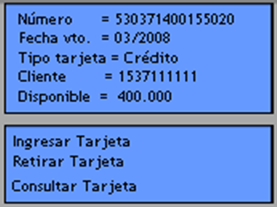 Número = 530371400155020
Fecha vto. = 03/2008
Tipo tarjeta = Crédito
Cliente = 1537111111
Disponible = 400.000
Ingresar Tarjeta
Retirar Tarjeta
Consultar Tarjeta